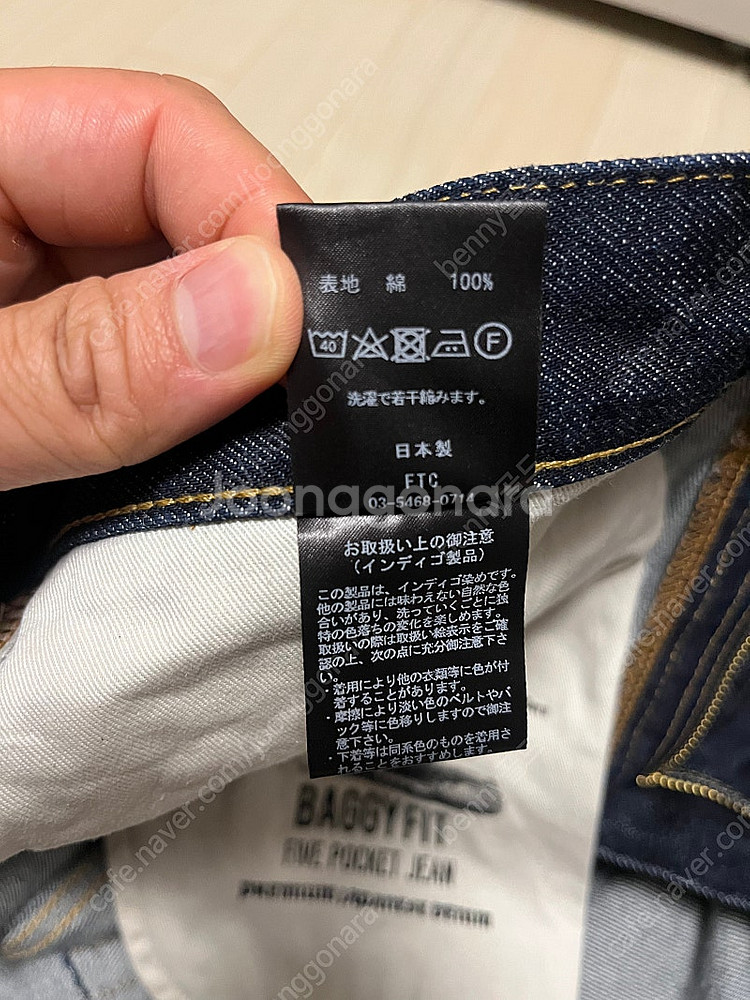 表地 綿 100%
40 F
洗濯で若干縮みます。
日本製
FTC
03-5468-0714
Joonggonara
お取扱い上の御注意
(インディゴ製品)
この製品は、インディゴ染めです。
他の製品には味わえない自然な色
合いがあり、洗っていくごとに独
特の色落ちの変化を楽しめます。
取扱いの際は取扱い絵表示をご確
認の上、次の点に充分御注意下さ
い。
・着用により他の衣類等に色が付
着することがあります。
・摩擦により淡い色のベルトやバ
ック等に色移りしますので御注
意下さい。
・下着等は同系色のものを着用さ
れることをおすすめします。
BAGGY FIT
FIVE POCKET JEAN
cafe.naver.com/joonggonara